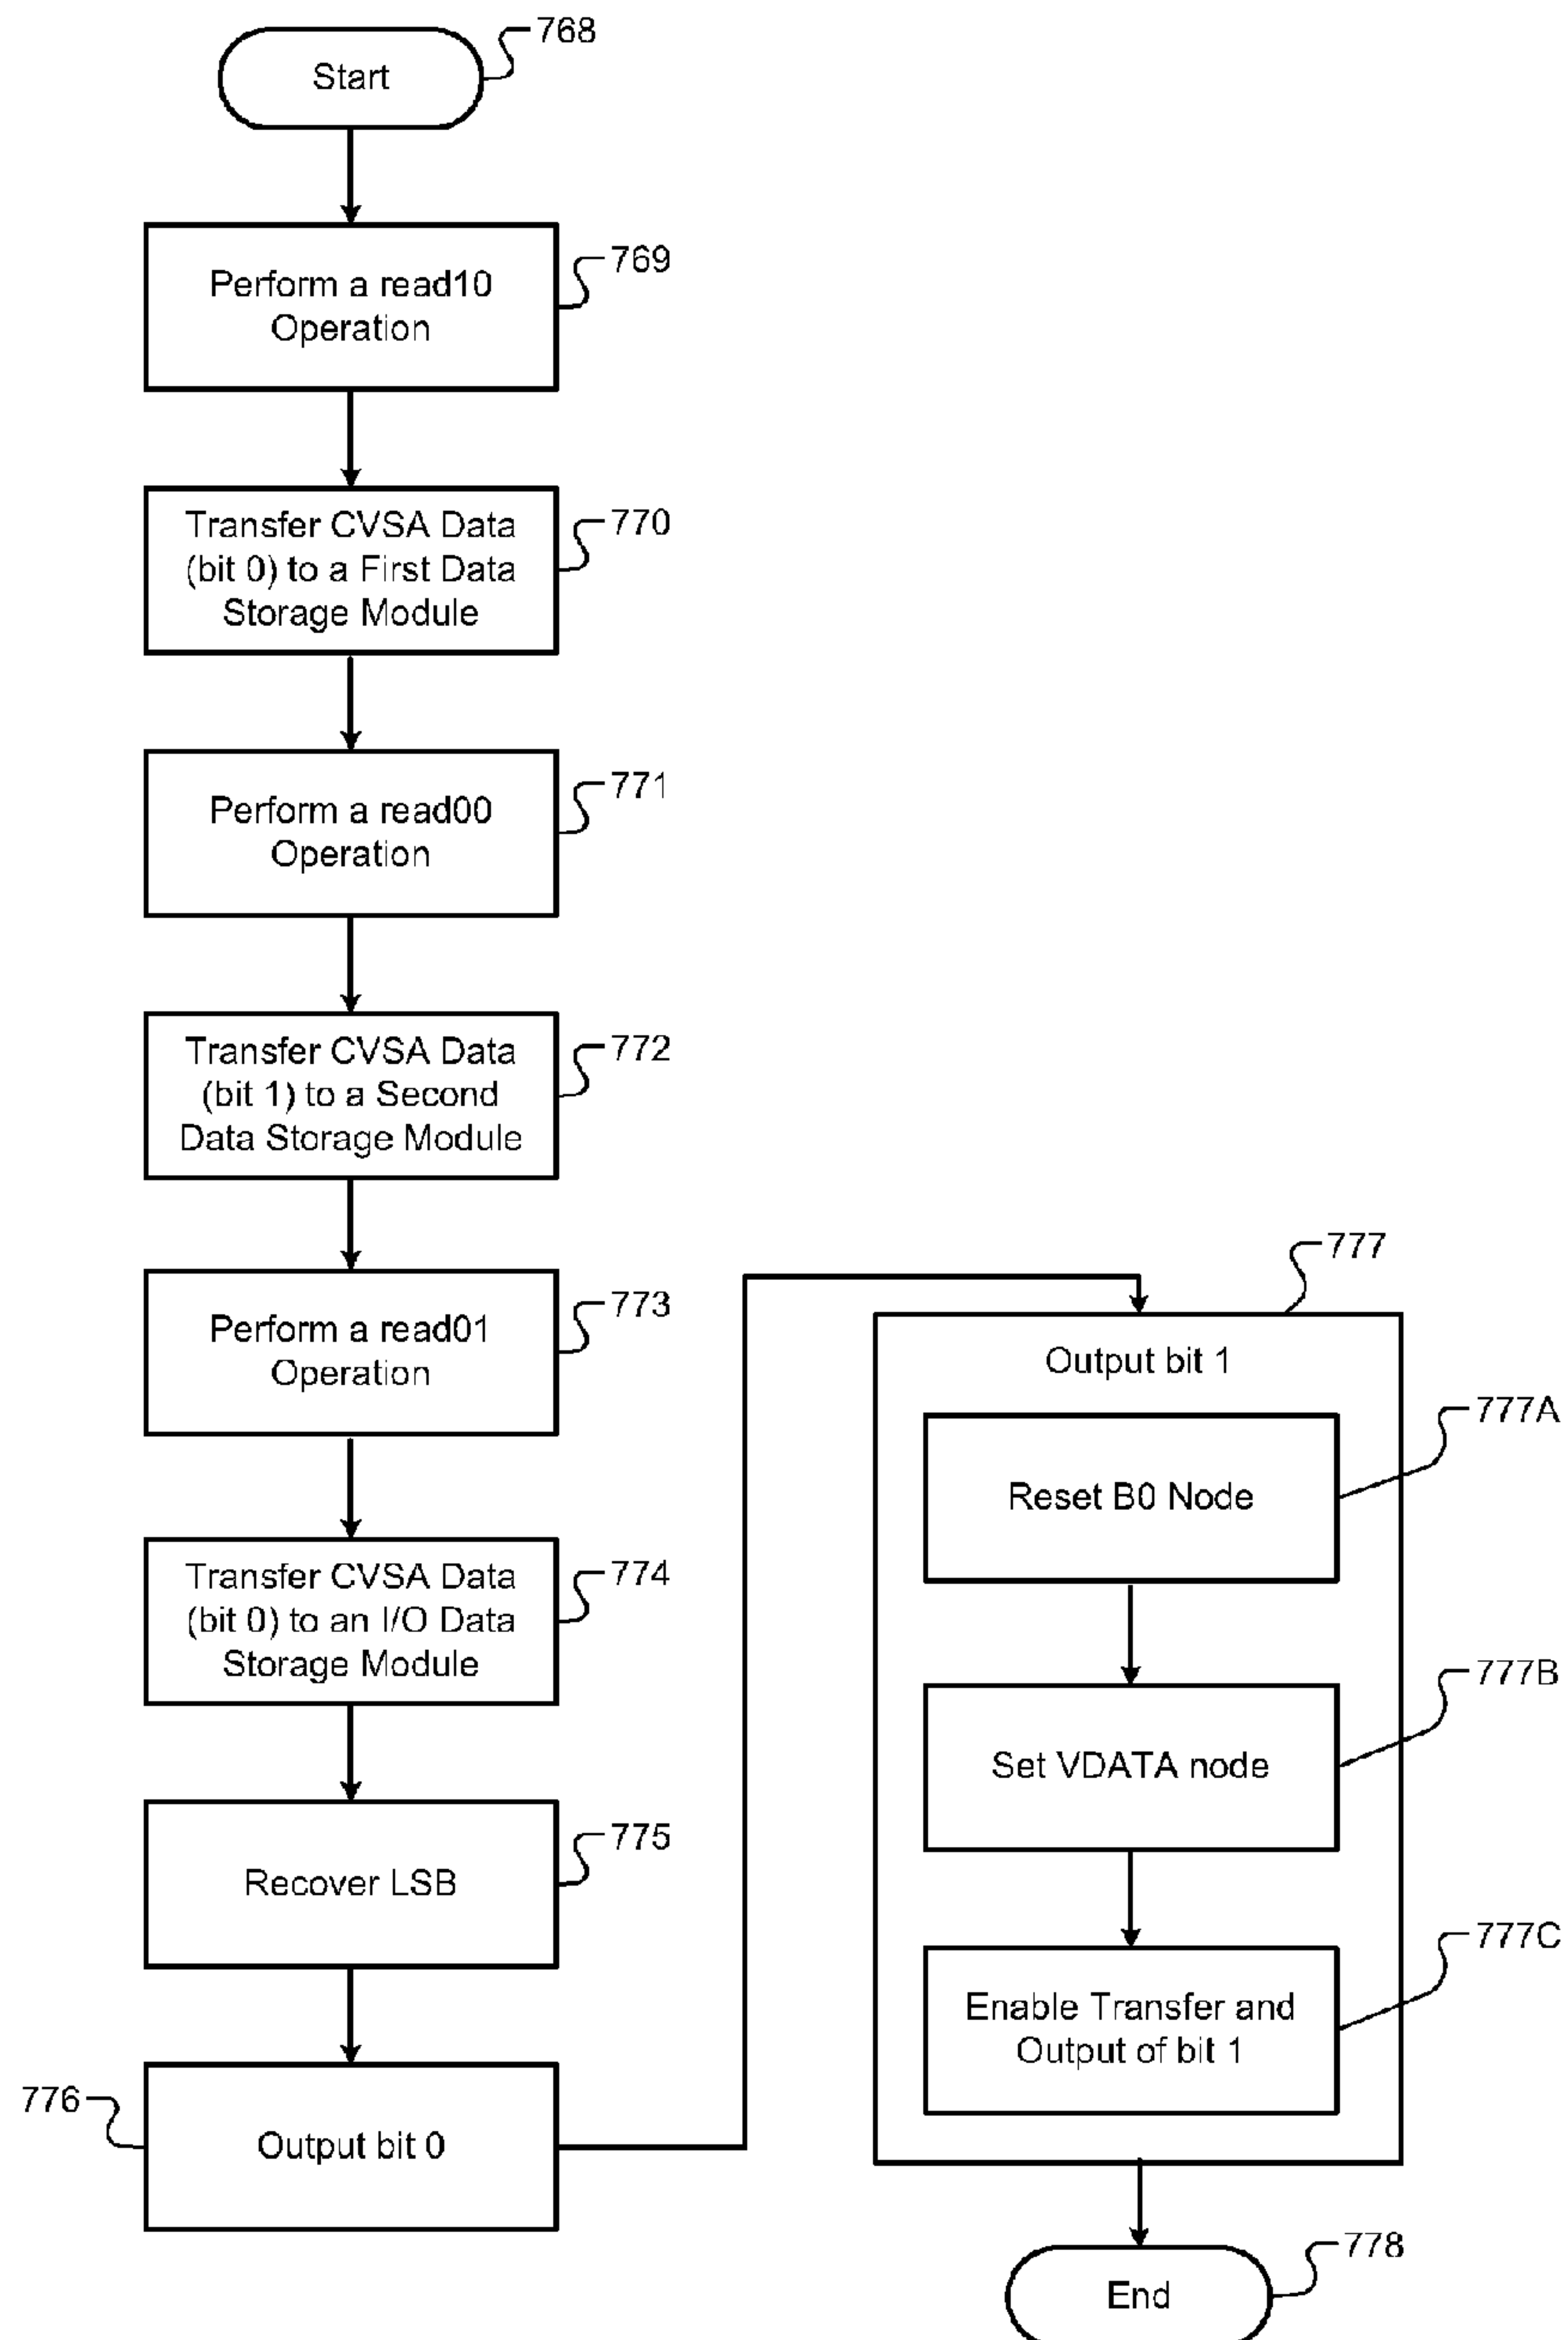 Start
768
Perform a read10
Operation
769
Transfer CVSA Data
(bit 0) to a First Data
Storage Module
770
Perform a read00
Operation
771
Transfer CVSA Data
(bit 1) to a Second
Data Storage Module
772
Perform a read01
Operation
773
Transfer CVSA Data
(bit 0) to an I/O Data
Storage Module
774
Recover LSB
775
776
Output bit 0
777
Output bit 1
777A
Reset B0 Node
777B
Set VDATA node
777C
Enable Transfer and
Output of bit 1
778
End